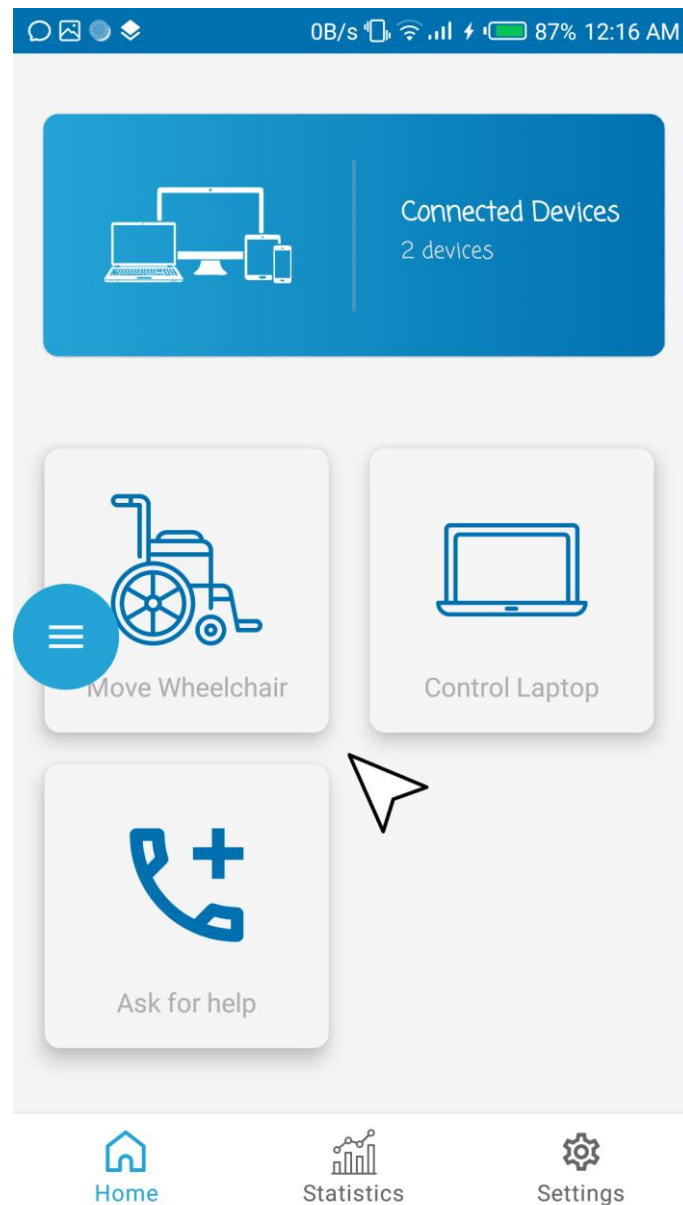 0B/s 87% 12:16 AM
Connected Devices
2 devices
Move Wheelchair
Control Laptop
Ask for help
Home
Statistics
Settings